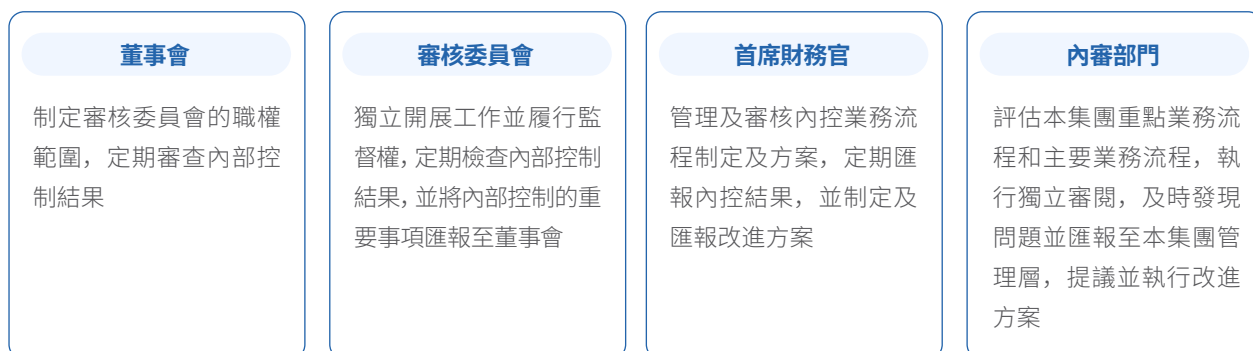 董事會
制定審核委員會的職權
範圍，定期審查內部控
制結果
審核委員會
獨立開展工作並履行監
督權，定期檢查內部控制
結果，並將內部控制的重
要事項匯報至董事會
首席財務官
管理及審核內控業務流
程制定及方案，定期匯
報內控結果，並制定及
匯報改進方案
內審部門
評估本集團重點業務流
程和主要業務流程，執
行獨立審閱，及時發現
問題並匯報至本集團管
理層，提議並執行改進
方案